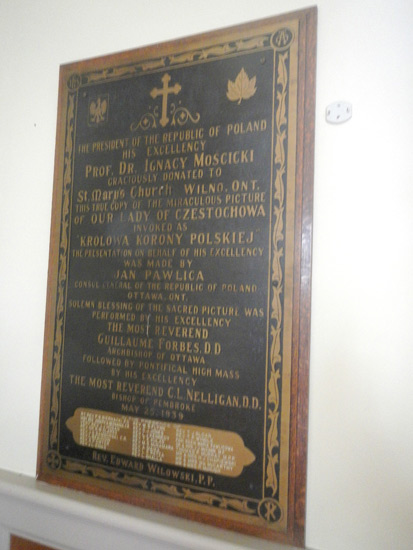 THE PRESIDENT OF THE REPUBLIC OF POLAND
HIS EXCELLENCY
PROF. DR. IGNACY MOŚCICKI
GRACIOUSLY DONATED TO
St. Mary's Church WILNO, ONT.
THIS TRUE COPY OF THE MIRACULOUS PICTURE
OF OUR LADY OF CZESTOCHOWA
INVOKED AS
"KROLOWA KORONY POLSKIEJ"
THE PRESENTATION ON BEHALF OF HIS EXCELLENCY
WAS MADE BY
JAN PAWLICA
CONSUL GENERAL OF THE REPUBLIC OF POLAND
OTTAWA, ONT.
SOLEMN BLESSING OF THE SACRED PICTURE WAS
PERFORMED BY HIS EXCELLENCY
THE MOST REVEREND
GUILLAUME FORBES, D.D.
ARCHBISHOP OF OTTAWA
FOLLOWED BY PONTIFICAL HIGH MASS
BY HIS EXCELLENCY
THE MOST REVEREND C.L. NELLIGAN, D.D.
BISHOP OF PEMBROKE
MAY 25, 1939
REV. EDWARD WILOWSKI, P.P.